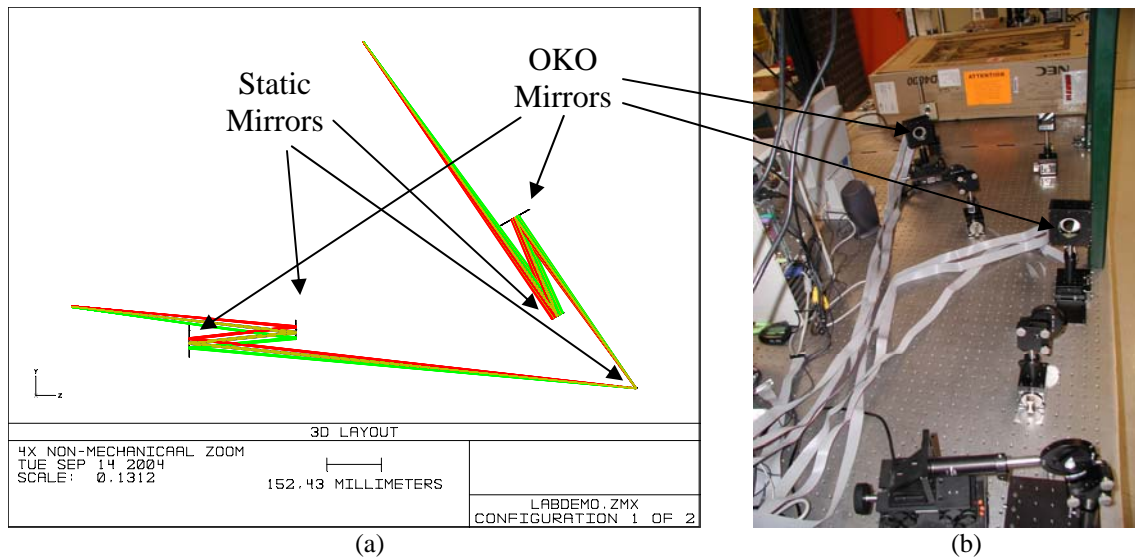 Static
Mirrors
OKO
Mirrors
Y
Z
3D LAYOUT
4X NON-MECHANICAAL ZOOM
TUE SEP 14 2004
SCALE: 0.1312
152.43 MILLIMETERS
LABDEMO.ZMX
CONFIGURATION 1 OF 2
NEC
(a)
(b)